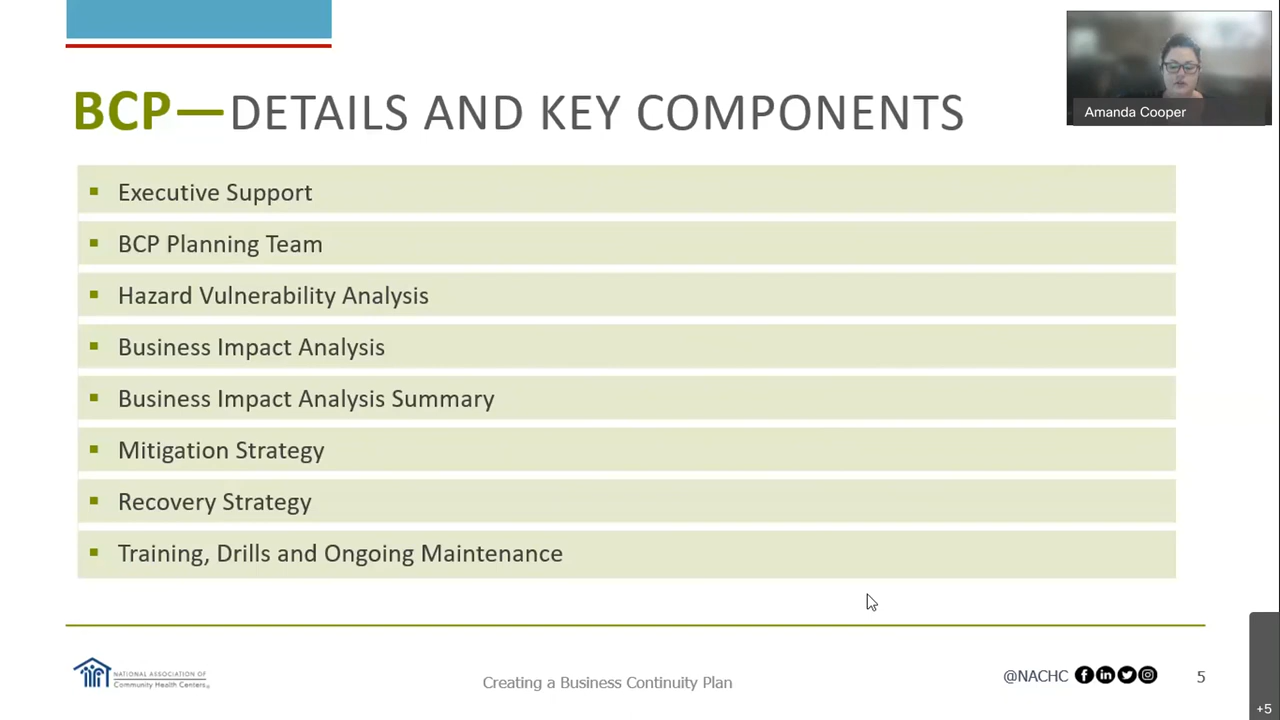 Amanda Cooper
BCP—DETAILS AND KEY COMPONENTS
Executive Support
BCP Planning Team
Hazard Vulnerability Analysis
Business Impact Analysis
Business Impact Analysis Summary
Mitigation Strategy
Recovery Strategy
Training, Drills and Ongoing Maintenance
NATIONAL ASSOCIATION OF
Community Health Centers®
Creating a Business Continuity Plan
@NACHC
5
+5